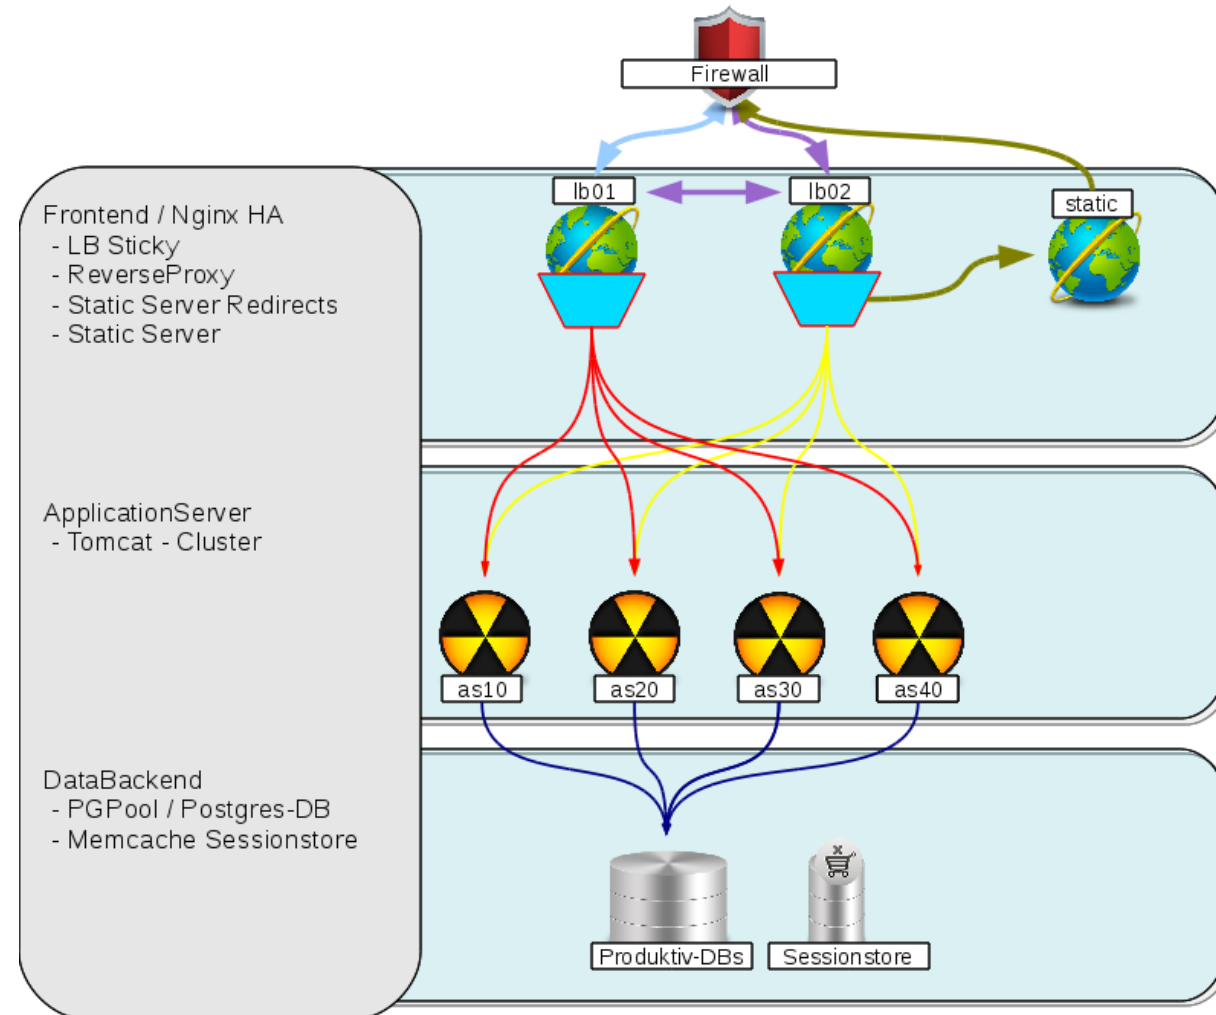 Firewall
lb01
lb02
static
Frontend / Nginx HA
- LB Sticky
- ReverseProxy
- Static Server Redirects
- Static Server
ApplicationServer
- Tomcat - Cluster
as10
as20
as30
as40
DataBackend
- PGPool / Postgres-DB
- Memcache Sessionstore
Produktiv-DBs
Sessionstore